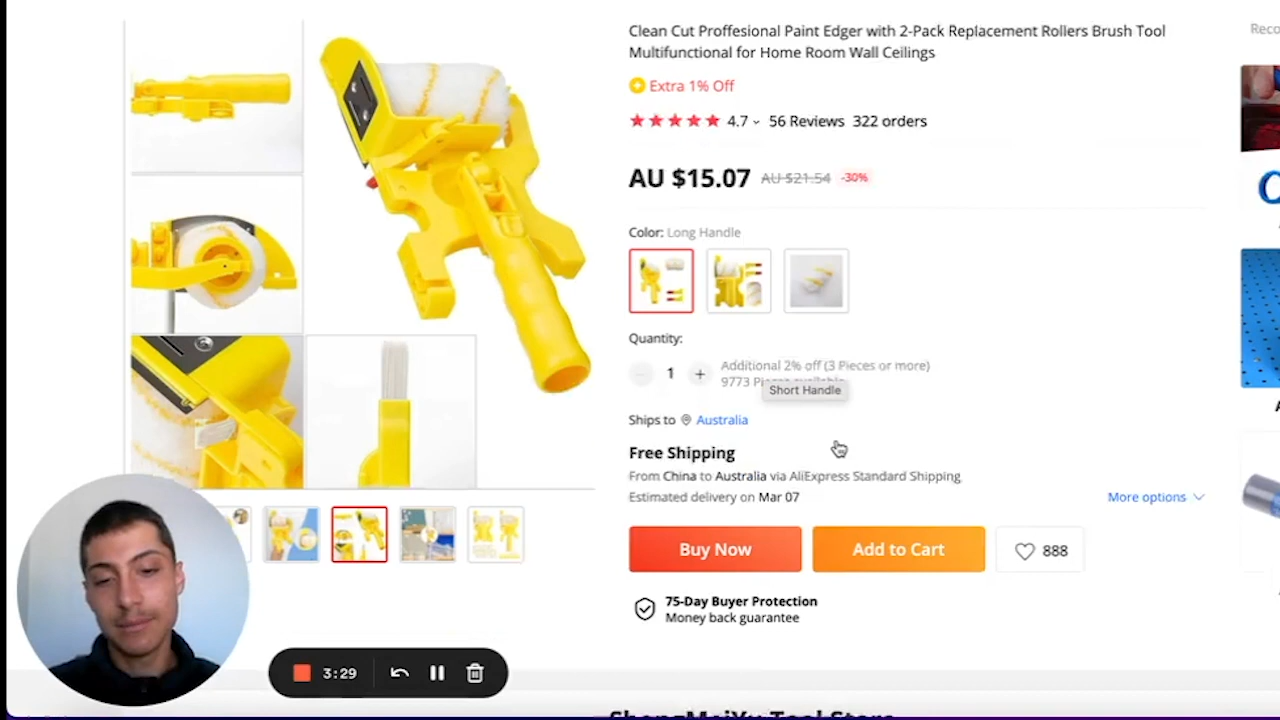 Clean Cut Proffesional Paint Edger with 2-Pack Replacement Rollers Brush Tool
Multifunctional for Home Room Wall Ceilings
Extra 1% Off
4.7 56 Reviews 322 orders
AU $15.07 AU $21.54 -30%
Color: Long Handle
Quantity:
1 Additional 2% off (3 Pieces or more)
9773 Pieces available
Short Handle
Ships to Australia
Free Shipping
From China to Australia via AliExpress Standard Shipping
Estimated delivery on Mar 07 More options
Buy Now Add to Cart 888
75-Day Buyer Protection
Money back guarantee
3:29